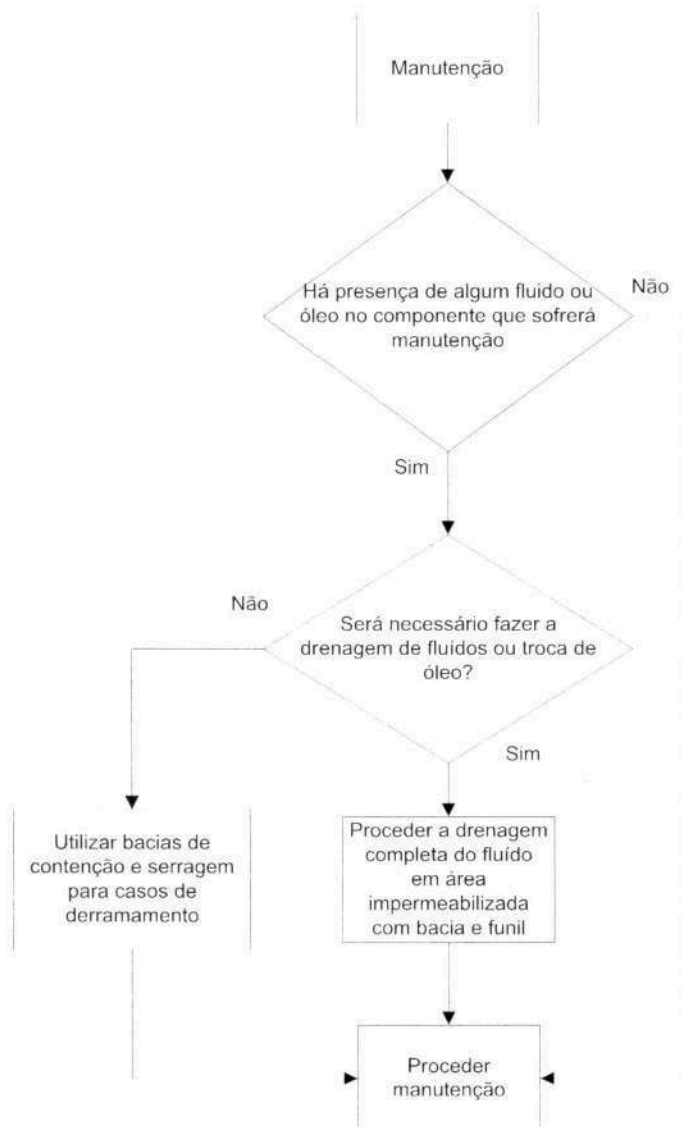 Manutenção
Há presença de algum fluido ou
óleo no componente que sofrerá
manutenção
Não
Sim
Não
Será necessário fazer a
drenagem de fluídos ou troca de
óleo?
Sim
Utilizar bacias de
contenção e serragem
para casos de
derramamento
Proceder a drenagem
completa do fluído
em área
impermeabilizada
com bacia e funil
Proceder
manutenção